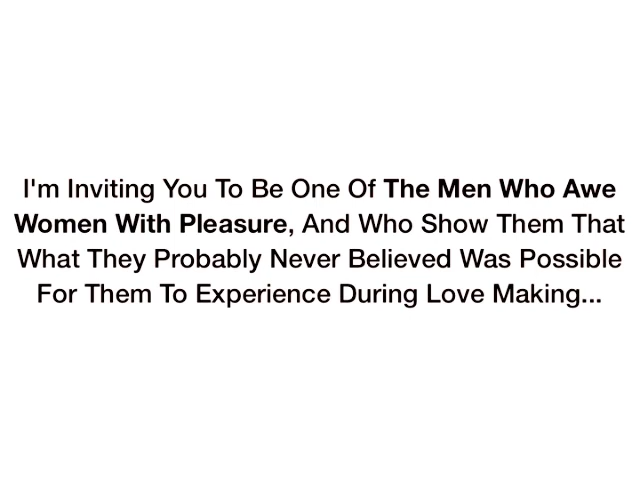 I'm Inviting You To Be One Of The Men Who Awe
Women With Pleasure, And Who Show Them That
What They Probably Never Believed Was Possible
For Them To Experience During Love Making...